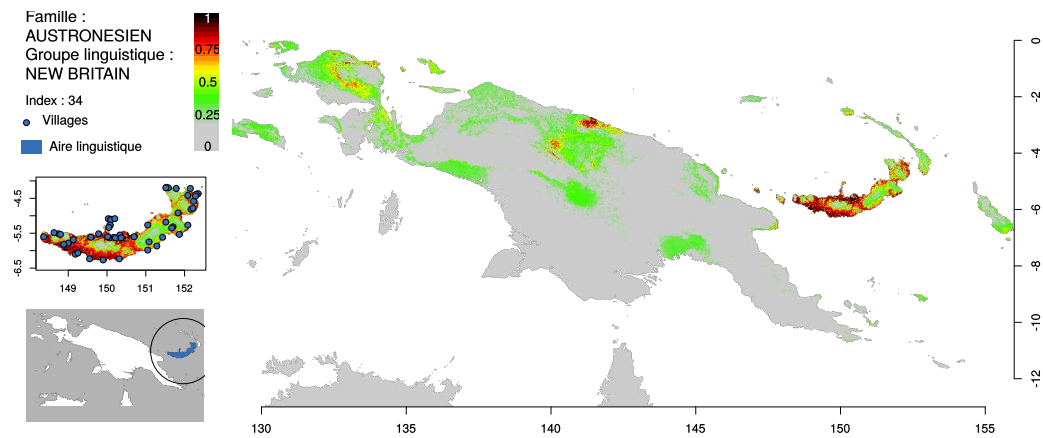 Famille :
AUSTRONESIEN
Groupe linguistique :
NEW BRITAIN
Index : 34
Villages
Aire linguistique
1
0.75
0.5
0.25
0
-4.5
-5.5
-6.5
149 150 151 152
0
-2
-4
-6
-8
-10
-12
130 135 140 145 150 155